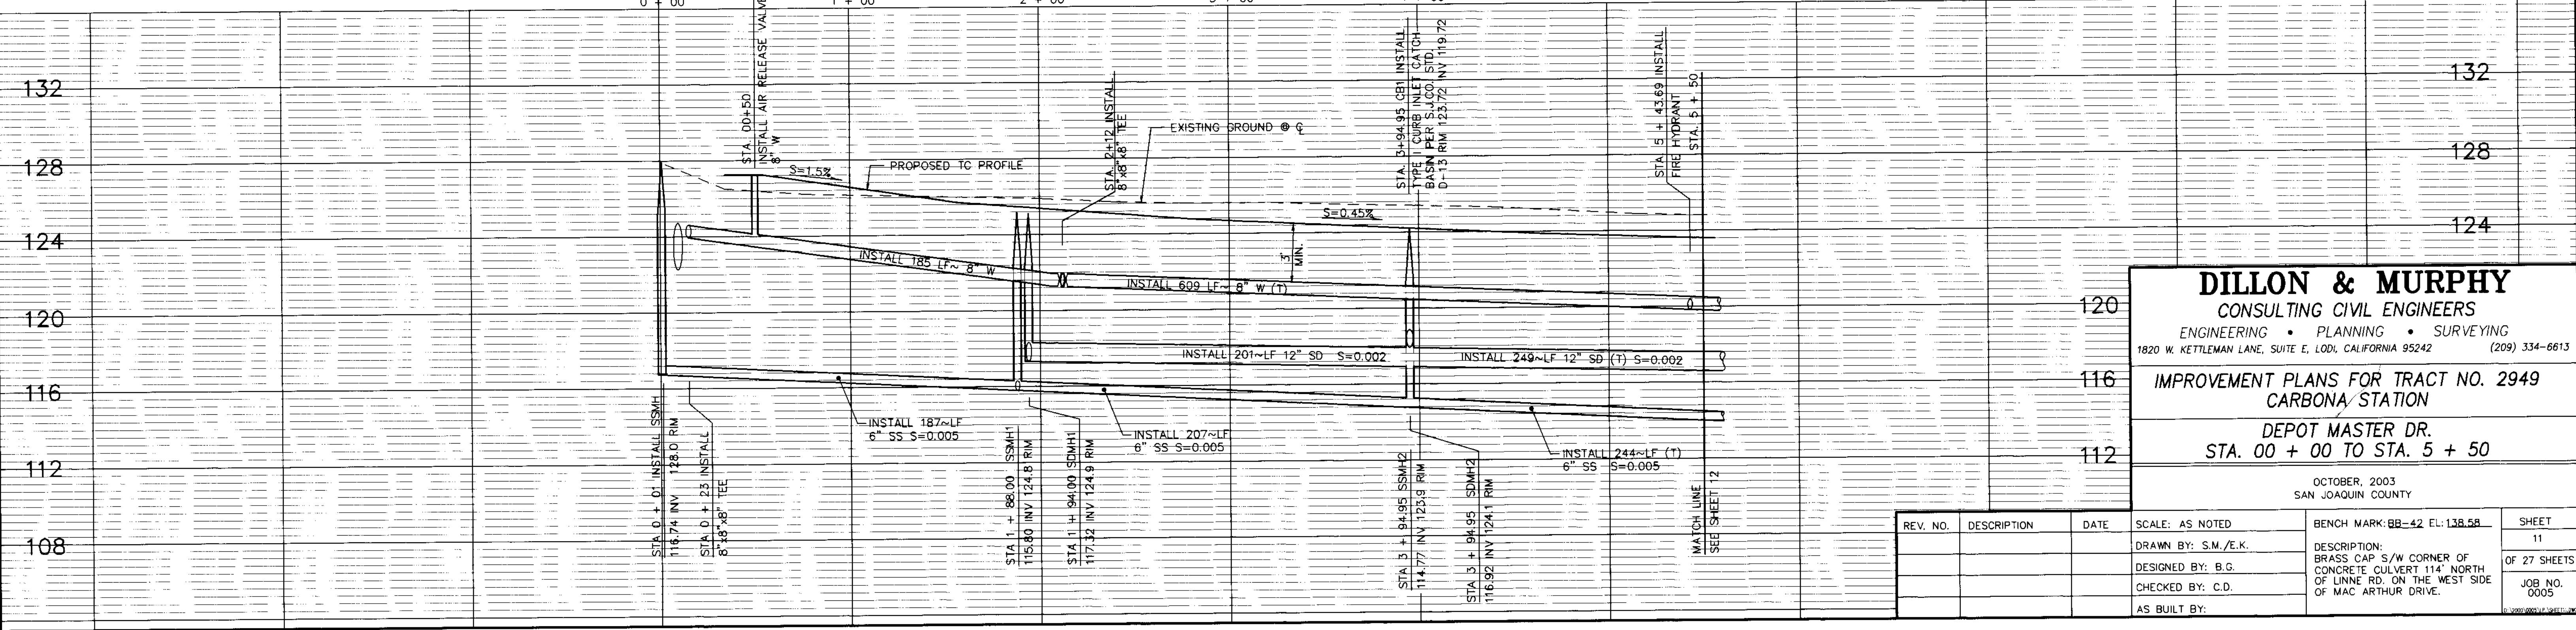 0 + 00
1 + 00
2 + 00
132
128
124
120
116
112
108
132
128
124
120
116
112
STA. 00+50
INSTALL AIR RELEASE VALVE
8" W
S=1.5%
PROPOSED TC PROFILE
STA. 2+12 INSTALL
8"x8"x8" TEE
EXISTING GROUND @ ℄
S=0.45%
3'
MIN.
STA. 3+94.95 CB1 INSTALL
TYPE I CURB INLET CATCH
BASIN PER S.J.CO. STD.
D-13 RIM 123.72 INV 119.72
STA. 5 + 43.69 INSTALL
FIRE HYDRANT
STA. 5 + 50
INSTALL 185 LF~ 8" W
INSTALL 609 LF~ 8" W (T)
INSTALL 201~LF 12" SD S=0.002
INSTALL 249~LF 12" SD (T) S=0.002
INSTALL 187~LF
6" SS S=0.005
INSTALL 207~LF
6" SS S=0.005
INSTALL 244~LF (T)
6" SS S=0.005
STA 0 + 01 INSTALL SSMH
116.74 INV 128.0 RIM
STA 0 + 23 INSTALL
8"x8"x8" TEE
STA 1 + 88.00 SSMH1
115.80 INV 124.8 RIM
STA 1 + 94.00 SDMH1
117.32 INV 124.9 RIM
STA 3 + 94.95 SSMH2
114.77 INV 123.9 RIM
STA 3 + 94.95 SDMH2
116.92 INV 124.1 RIM
MATCH LINE
SEE SHEET 12
DILLON & MURPHY
CONSULTING CIVIL ENGINEERS
ENGINEERING • PLANNING • SURVEYING
1820 W. KETTLEMAN LANE, SUITE E, LODI, CALIFORNIA 95242 (209) 334-6613
IMPROVEMENT PLANS FOR TRACT NO. 2949
CARBONA STATION
DEPOT MASTER DR.
STA. 00 + 00 TO STA. 5 + 50
OCTOBER, 2003
SAN JOAQUIN COUNTY
REV. NO. DESCRIPTION DATE
SCALE: AS NOTED
DRAWN BY: S.M./E.K.
DESIGNED BY: B.G.
CHECKED BY: C.D.
AS BUILT BY:
BENCH MARK: BB-42 EL: 138.58
DESCRIPTION:
BRASS CAP S/W CORNER OF
CONCRETE CULVERT 114' NORTH
OF LINNE RD. ON THE WEST SIDE
OF MAC ARTHUR DRIVE.
SHEET
11
OF 27 SHEETS
JOB NO.
0005